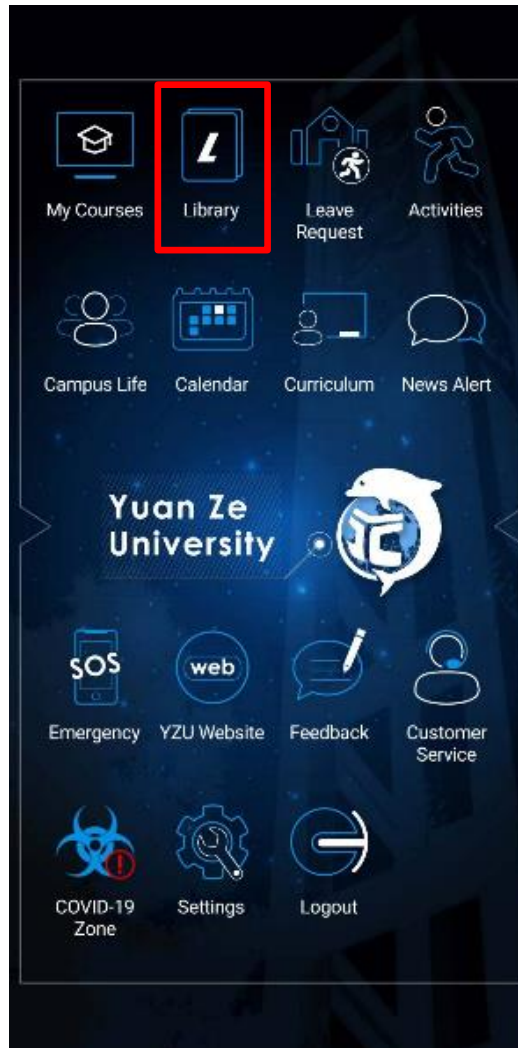 L
My Courses Library Leave Request Activities
Campus Life Calendar Curriculum News Alert
Yuan Ze
University
SOS web
Emergency YZU Website Feedback Customer Service
COVID-19 Zone Settings Logout